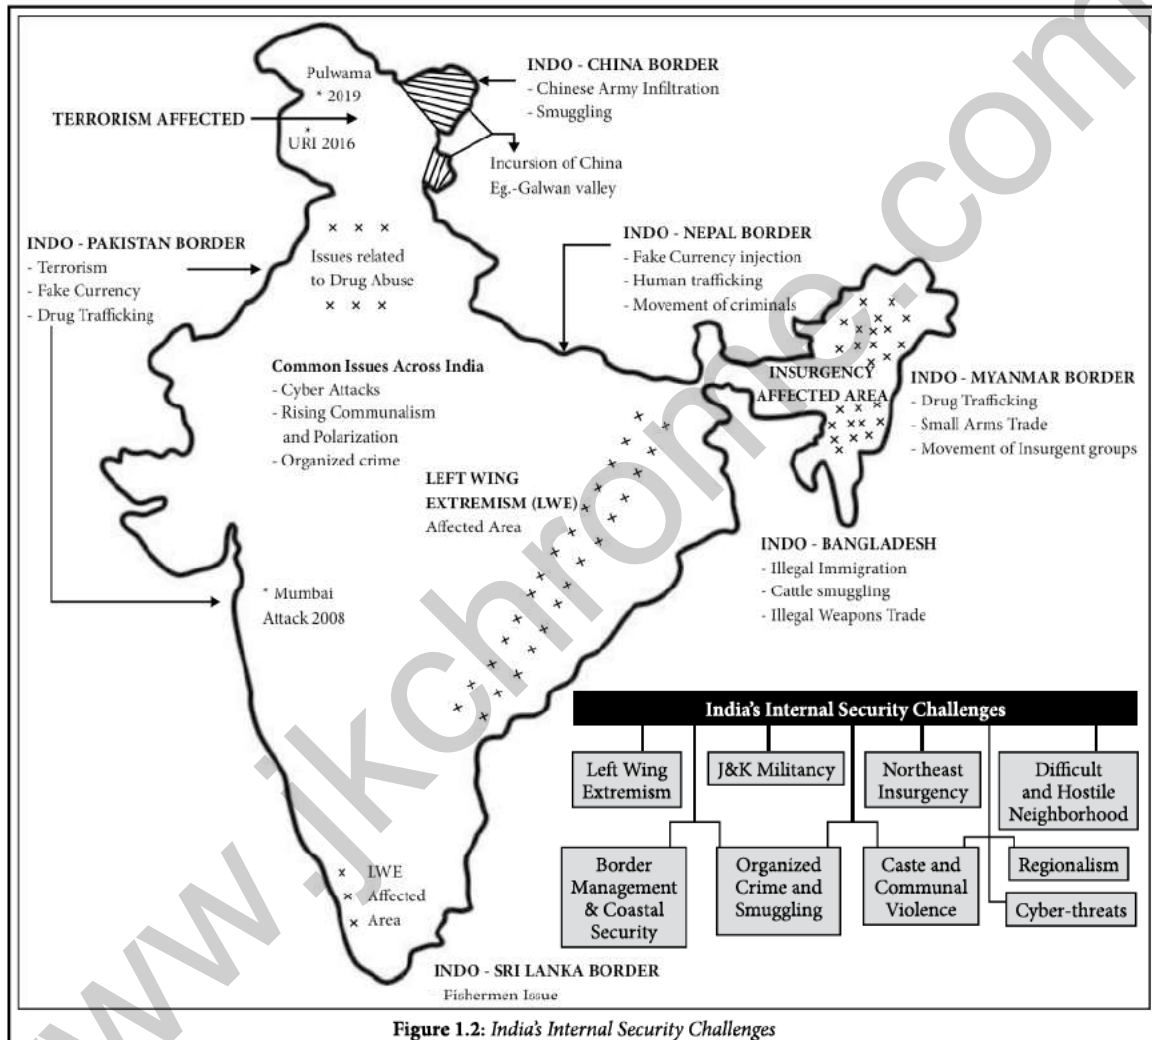 Pulwama
* 2019
TERRORISM AFFECTED
*
URI 2016
INDO - CHINA BORDER
- Chinese Army Infiltration
- Smuggling
Incursion of China
Eg.-Galwan valley
INDO - PAKISTAN BORDER
- Terrorism
- Fake Currency
- Drug Trafficking
Issues related
to Drug Abuse
INDO - NEPAL BORDER
- Fake Currency injection
- Human trafficking
- Movement of criminals
Common Issues Across India
- Cyber Attacks
- Rising Communalism
and Polarization
- Organized crime
INSURGENCY
AFFECTED AREA
INDO - MYANMAR BORDER
- Drug Trafficking
- Small Arms Trade
- Movement of Insurgent groups
LEFT WING
EXTREMISM (LWE)
Affected Area
INDO - BANGLADESH
- Illegal Immigration
- Cattle smuggling
- Illegal Weapons Trade
* Mumbai
Attack 2008
India's Internal Security Challenges
Left Wing
Extremism
J&K Militancy
Northeast
Insurgency
Difficult
and Hostile
Neighborhood
Border
Management
& Coastal
Security
Organized
Crime and
Smuggling
Caste and
Communal
Violence
Regionalism
Cyber-threats
LWE
Affected
Area
INDO - SRI LANKA BORDER
Fishermen Issue
Figure 1.2: India's Internal Security Challenges
www.jkchrome.com